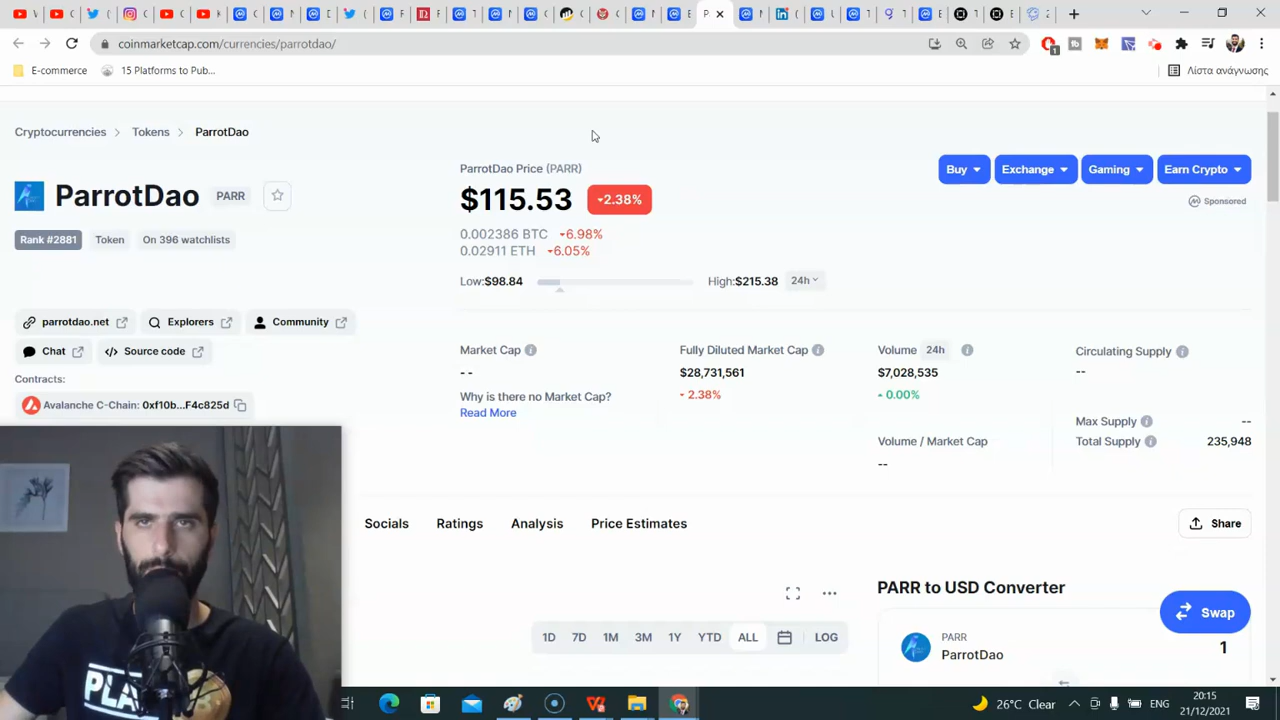 coinmarketcap.com/currencies/parrotdao/
1
E-commerce
15 Platforms to Pub...
Λίστα ανάγνωσης
Cryptocurrencies > Tokens > ParrotDao
ParrotDao PARR
Rank #2881 Token On 396 watchlists
ParrotDao Price (PARR)
$115.53 2.38%
0.002386 BTC 6.98%
0.02911 ETH 6.05%
Low:$98.84 High:$215.38 24h
Buy Exchange Gaming Earn Crypto
Sponsored
parrotdao.net Explorers Community
Chat Source code
Contracts:
Avalanche C-Chain: 0xf10b...F4c825d
Market Cap
- -
Why is there no Market Cap?
Read More
Fully Diluted Market Cap
$28,731,561
2.38%
Volume 24h
$7,028,535
0.00%
Volume / Market Cap
--
Circulating Supply
--
Max Supply --
Total Supply 235,948
Socials Ratings Analysis Price Estimates
Share
1D 7D 1M 3M 1Y YTD ALL LOG
PARR to USD Converter
PARR
ParrotDao 1
Swap
PLA
26°C Clear
ENG
20:15
21/12/2021